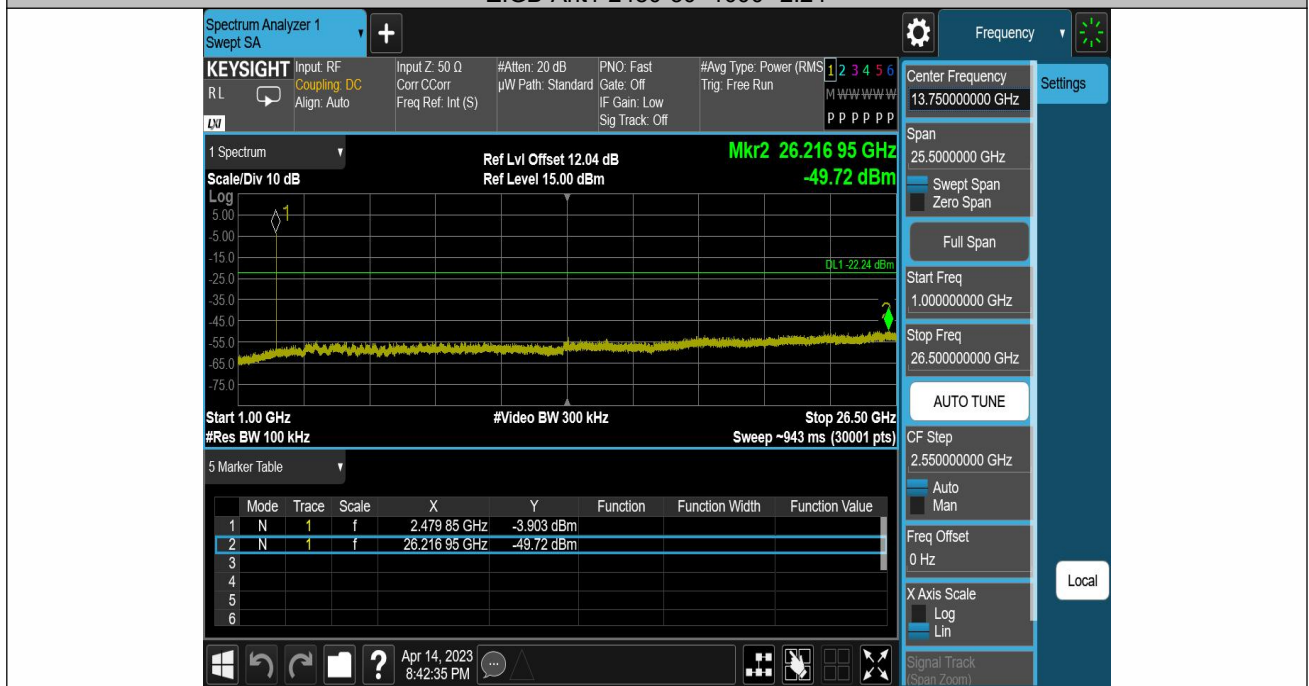 Spectrum Analyzer 1
Swept SA
Frequency
KEYSIGHT
RL
LXI
Input: RF
Coupling: DC
Align: Auto
Input Z: 50 Ω
Corr CCorr
Freq Ref: Int (S)
#Atten: 20 dB
µW Path: Standard
PNO: Fast
Gate: Off
IF Gain: Low
Sig Track: Off
#Avg Type: Power (RMS
Trig: Free Run
1 2 3 4 5 6
M W W W W W
P P P P P P
1 Spectrum
Scale/Div 10 dB
Ref Lvl Offset 12.04 dB
Ref Level 15.00 dBm
Mkr2 26.216 95 GHz
-49.72 dBm
Log
5.00
-5.00
-15.0
-25.0
-35.0
-45.0
-55.0
-65.0
-75.0
1
DL1 -22.24 dBm
2
Start 1.00 GHz
#Video BW 300 kHz
Stop 26.50 GHz
#Res BW 100 kHz
Sweep ~943 ms (30001 pts)
5 Marker Table
Mode Trace Scale X Y Function Function Width Function Value
1 N 1 f 2.479 85 GHz -3.903 dBm
2 N 1 f 26.216 95 GHz -49.72 dBm
3
4
5
6
Apr 14, 2023
8:42:35 PM
Center Frequency
13.750000000 GHz
Settings
Span
25.5000000 GHz
Swept Span
Zero Span
Full Span
Start Freq
1.000000000 GHz
Stop Freq
26.500000000 GHz
AUTO TUNE
CF Step
2.550000000 GHz
Auto
Man
Freq Offset
0 Hz
Local
X Axis Scale
Log
Lin
Signal Track
(Span Zoom)